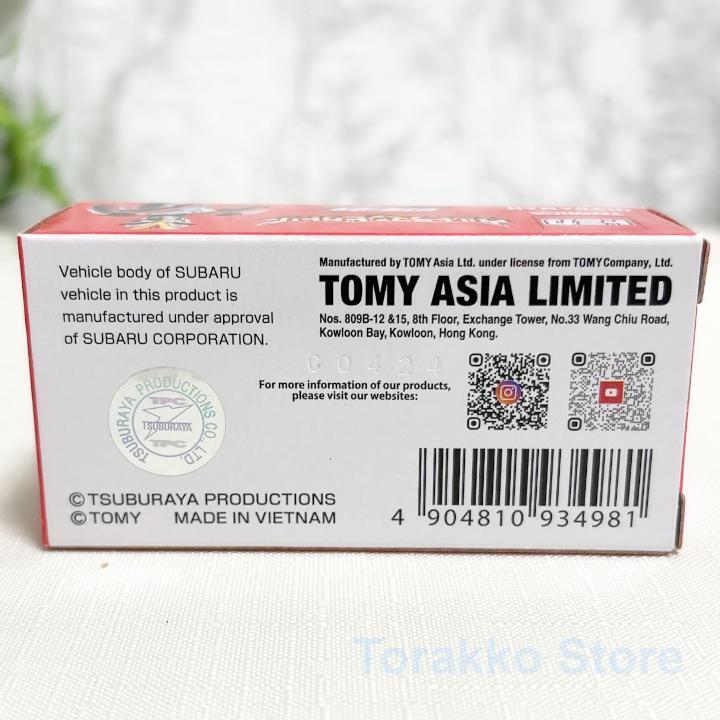 Vehicle body of SUBARU
vehicle in this product is
manufactured under approval
of SUBARU CORPORATION.
Manufactured by TOMY Asia Ltd. under license from TOMY Company, Ltd.
TOMY ASIA LIMITED
Nos. 809B-12 &15, 8th Floor, Exchange Tower, No.33 Wang Chiu Road,
Kowloon Bay, Kowloon, Hong Kong.
C0424
For more information of our products,
please visit our websites:
TSUBURAYA PRODUCTIONS CO., LTD.
TPC
TSUBURAYA
TPC
©TSUBURAYA PRODUCTIONS
©TOMY MADE IN VIETNAM
4 904810 934981
Torakko Store